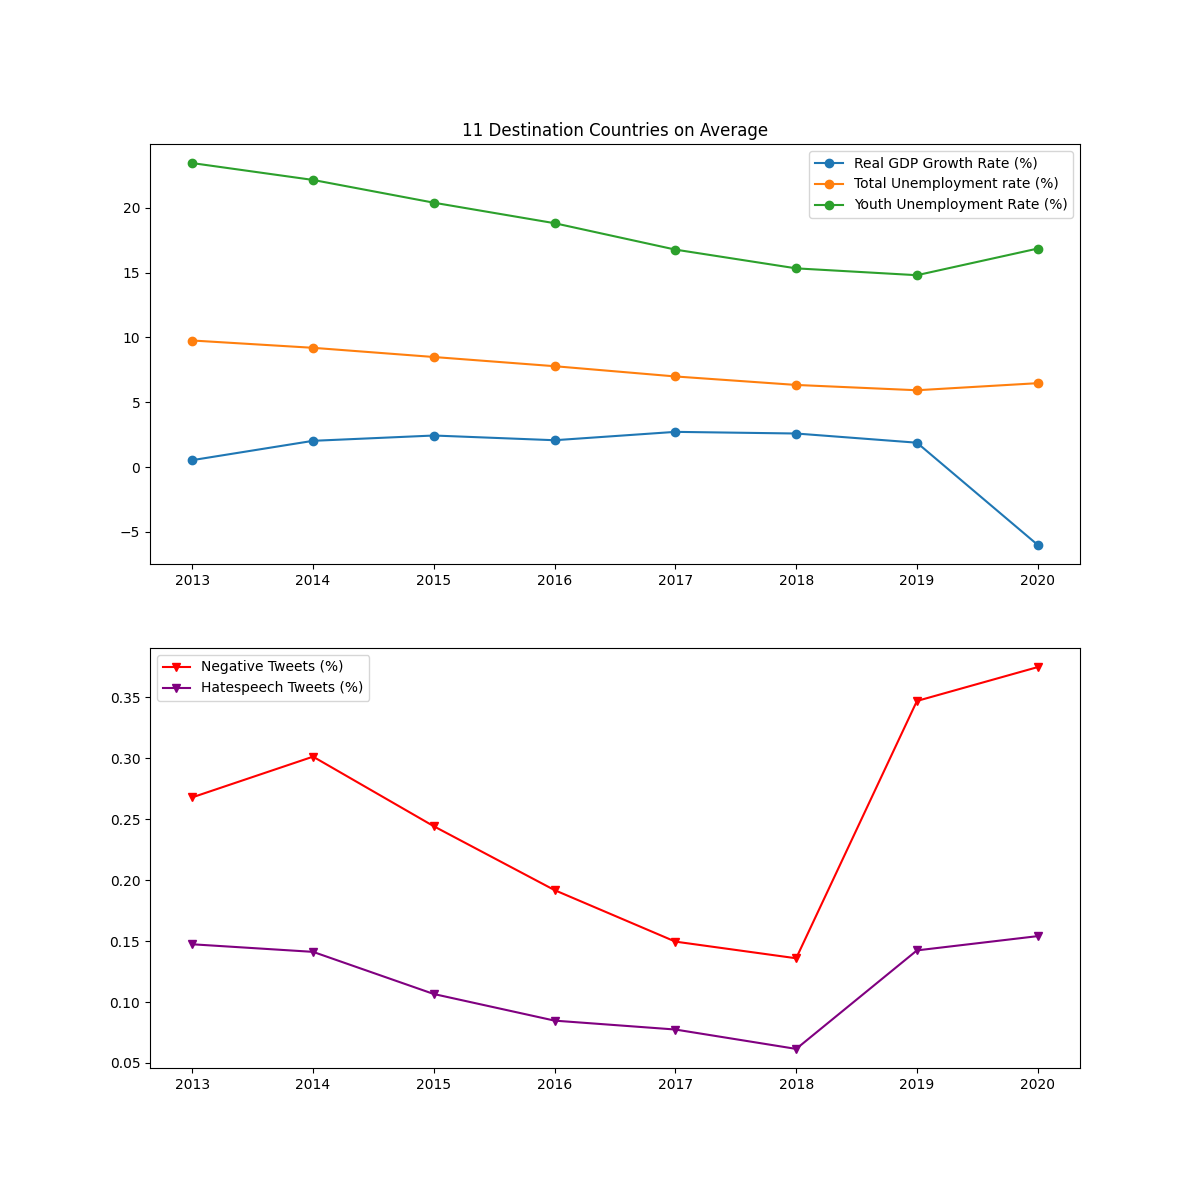 11 Destination Countries on Average
Real GDP Growth Rate (%)
Total Unemployment rate (%)
Youth Unemployment Rate (%)
20
15
10
5
0
−5
2013 2014 2015 2016 2017 2018 2019 2020
Negative Tweets (%)
Hatespeech Tweets (%)
0.35
0.30
0.25
0.20
0.15
0.10
0.05
2013 2014 2015 2016 2017 2018 2019 2020